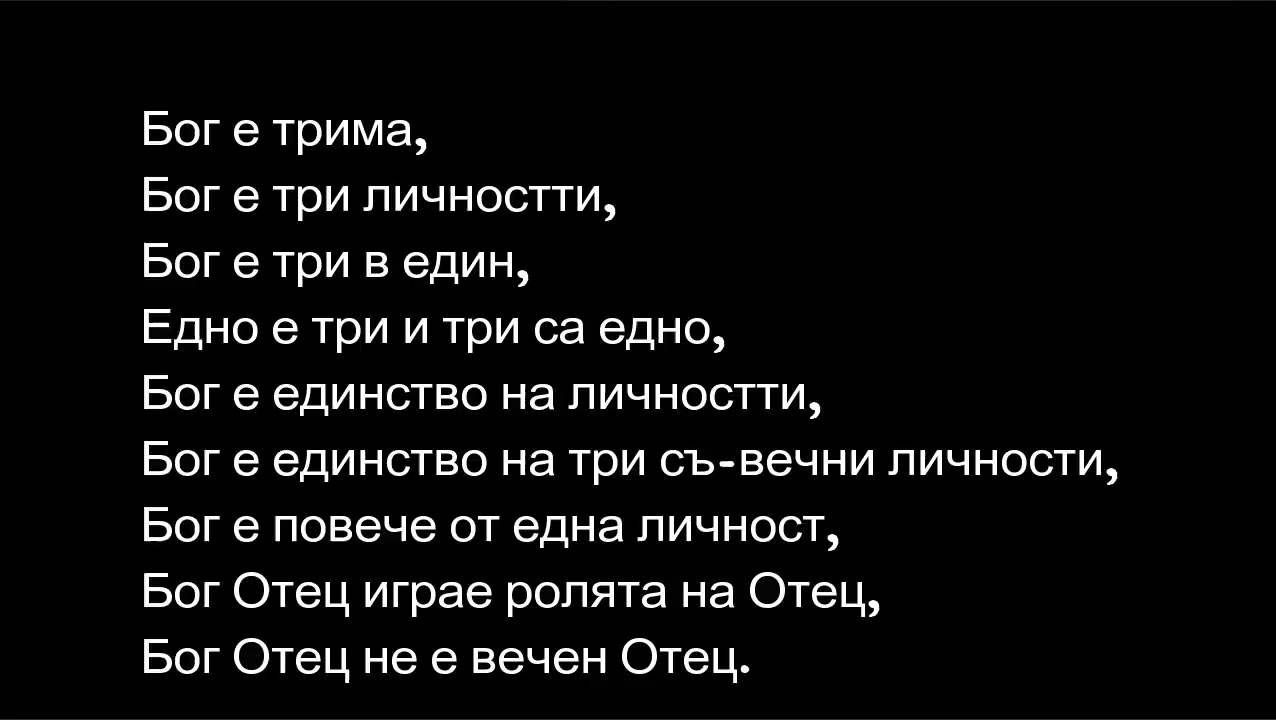 Бог е трима,
Бог е три личностти,
Бог е три в един,
Едно е три и три са едно,
Бог е единство на личностти,
Бог е единство на три съ-вечни личности,
Бог е повече от една личност,
Бог Отец играе ролята на Отец,
Бог Отец не е вечен Отец.